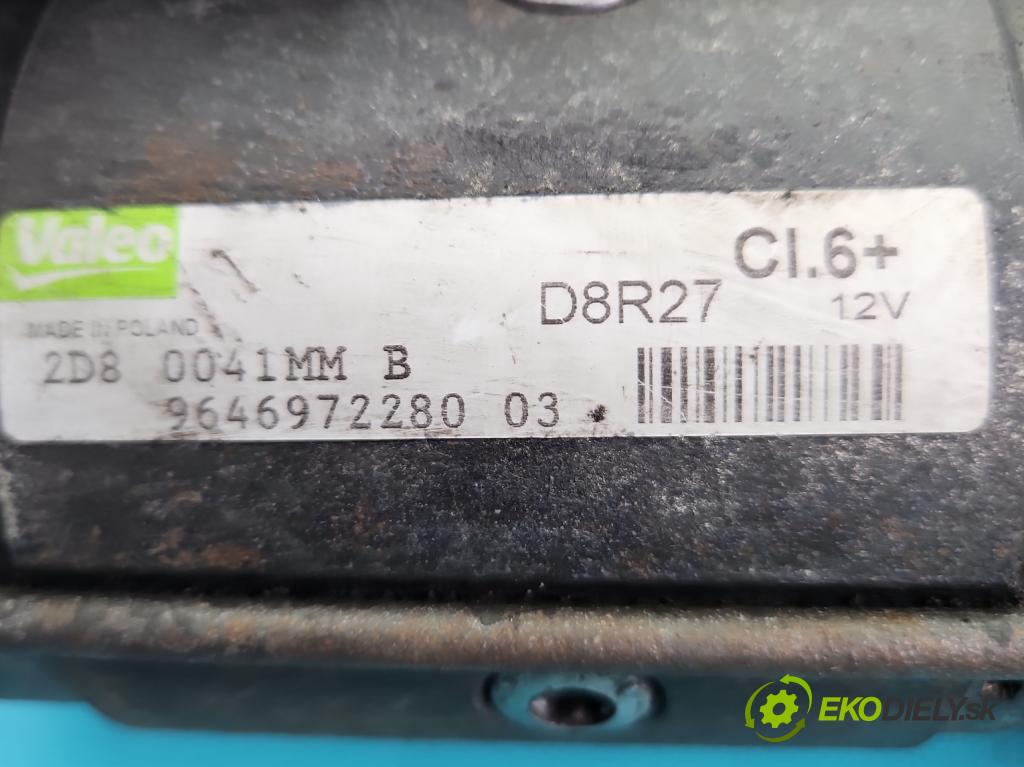 Valeo
Cl.6+
D8R27 12V
MADE IN POLAND
2D8 0041MM B
9646972280 03
EKODIELY.sk